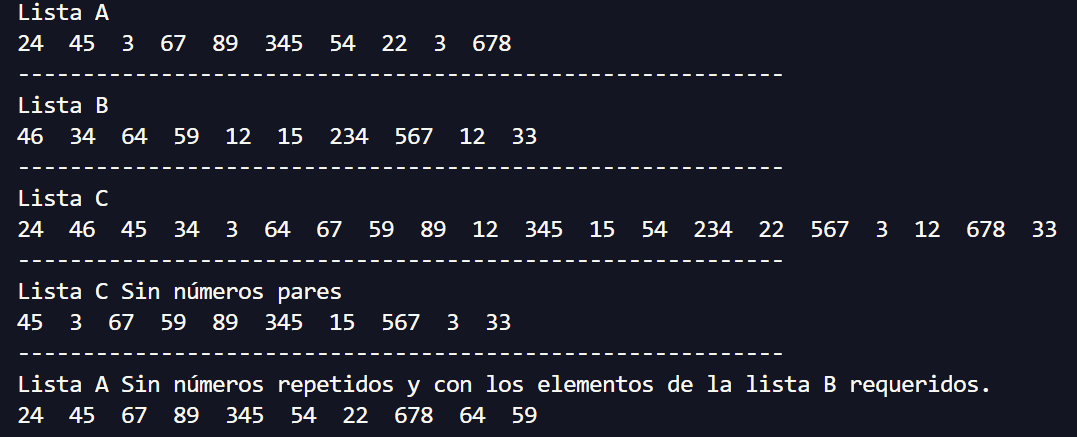 Lista A
24  45  3  67  89  345  54  22  3  678
-----------------------------------------------------------
Lista B
46  34  64  59  12  15  234  567  12  33
-----------------------------------------------------------
Lista C
24  46  45  34  3  64  67  59  89  12  345  15  54  234  22  567  3  12  678  33
-----------------------------------------------------------
Lista C Sin números pares
45  3  67  59  89  345  15  567  3  33
-----------------------------------------------------------
Lista A Sin números repetidos y con los elementos de la lista B requeridos.
24  45  67  89  345  54  22  678  64  59